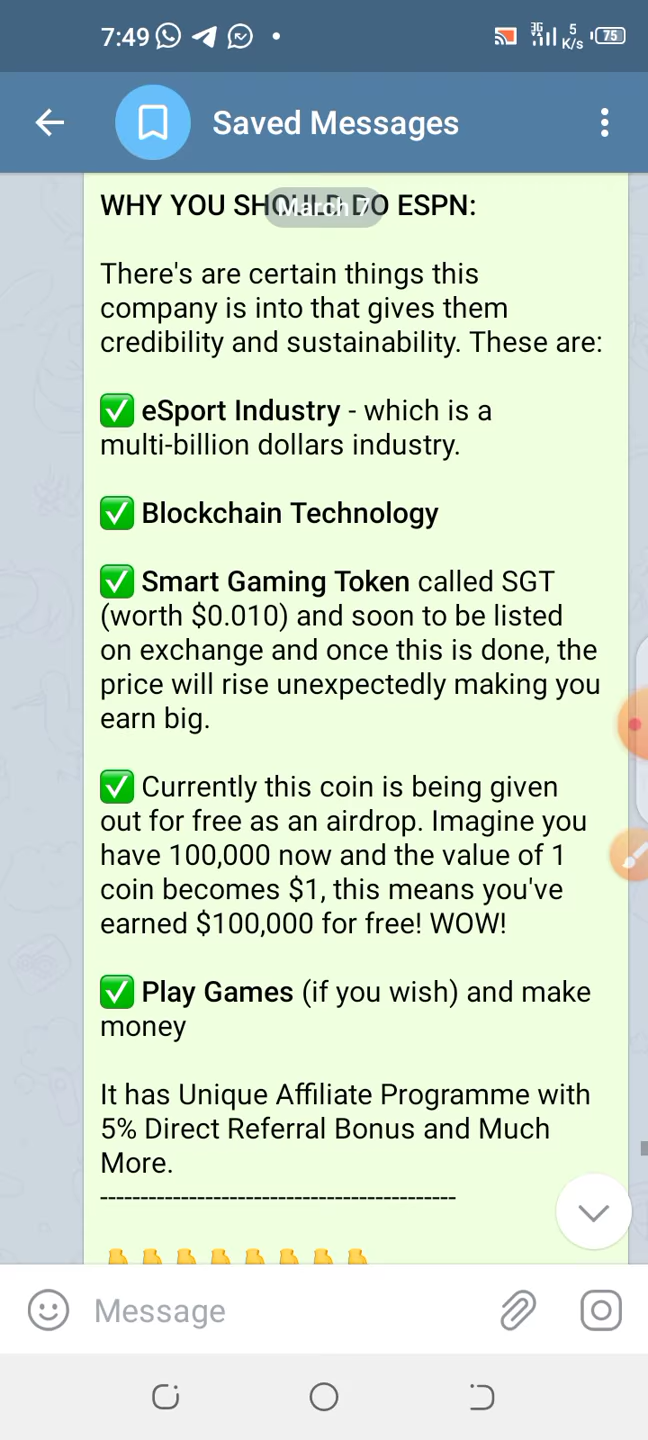 7:49
3G
5
K/s
75
Saved Messages
March 7
WHY YOU SHOULD DO ESPN:
There's are certain things this
company is into that gives them
credibility and sustainability. These are:
✅ eSport Industry - which is a
multi-billion dollars industry.
✅ Blockchain Technology
✅ Smart Gaming Token called SGT
(worth $0.010) and soon to be listed
on exchange and once this is done, the
price will rise unexpectedly making you
earn big.
✅ Currently this coin is being given
out for free as an airdrop. Imagine you
have 100,000 now and the value of 1
coin becomes $1, this means you've
earned $100,000 for free! WOW!
✅ Play Games (if you wish) and make
money
It has Unique Affiliate Programme with
5% Direct Referral Bonus and Much
More.
-------------------------------------------
👇👇👇👇👇👇👇👇
Message